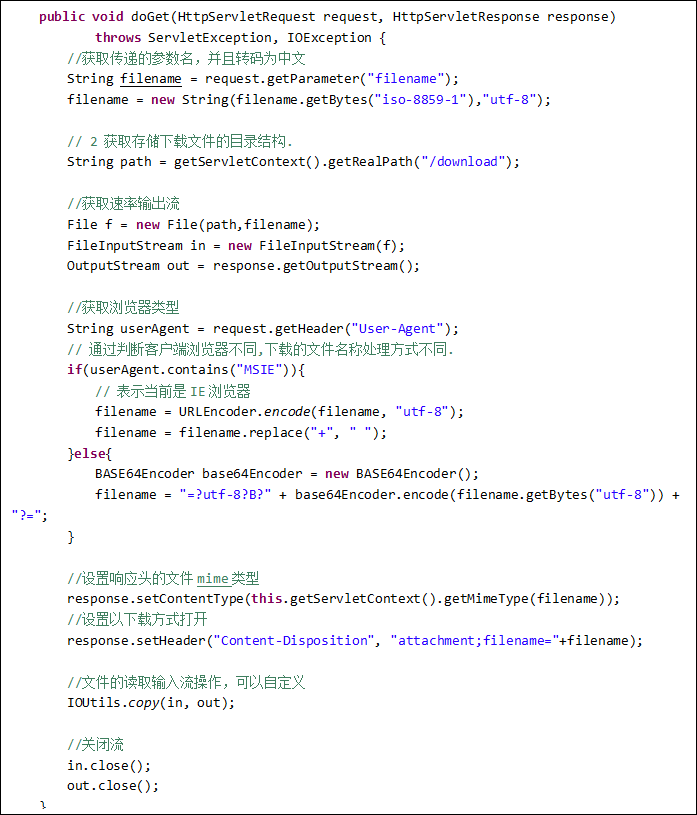 public void doGet(HttpServletRequest request, HttpServletResponse response)
throws ServletException, IOException {
//获取传递的参数名，并且转码为中文
String filename = request.getParameter("filename");
filename = new String(filename.getBytes("iso-8859-1"),"utf-8");
// 2 获取存储下载文件的目录结构.
String path = getServletContext().getRealPath("/download");
//获取速率输出流
File f = new File(path,filename);
FileInputStream in = new FileInputStream(f);
OutputStream out = response.getOutputStream();
//获取浏览器类型
String userAgent = request.getHeader("User-Agent");
// 通过判断客户端浏览器不同,下载的文件名称处理方式不同.
if(userAgent.contains("MSIE")){
// 表示当前是 IE 浏览器
filename = URLEncoder.encode(filename, "utf-8");
filename = filename.replace("+", " ");
}else{
BASE64Encoder base64Encoder = new BASE64Encoder();
filename = "=?utf-8?B?" + base64Encoder.encode(filename.getBytes("utf-8")) +
"?=";
}
//设置响应头的文件 mime 类型
response.setContentType(this.getServletContext().getMimeType(filename));
//设置以下载方式打开
response.setHeader("Content-Disposition", "attachment;filename="+filename);
//文件的读取输入流操作，可以自定义
IOUtils.copy(in, out);
//关闭流
in.close();
out.close();
}